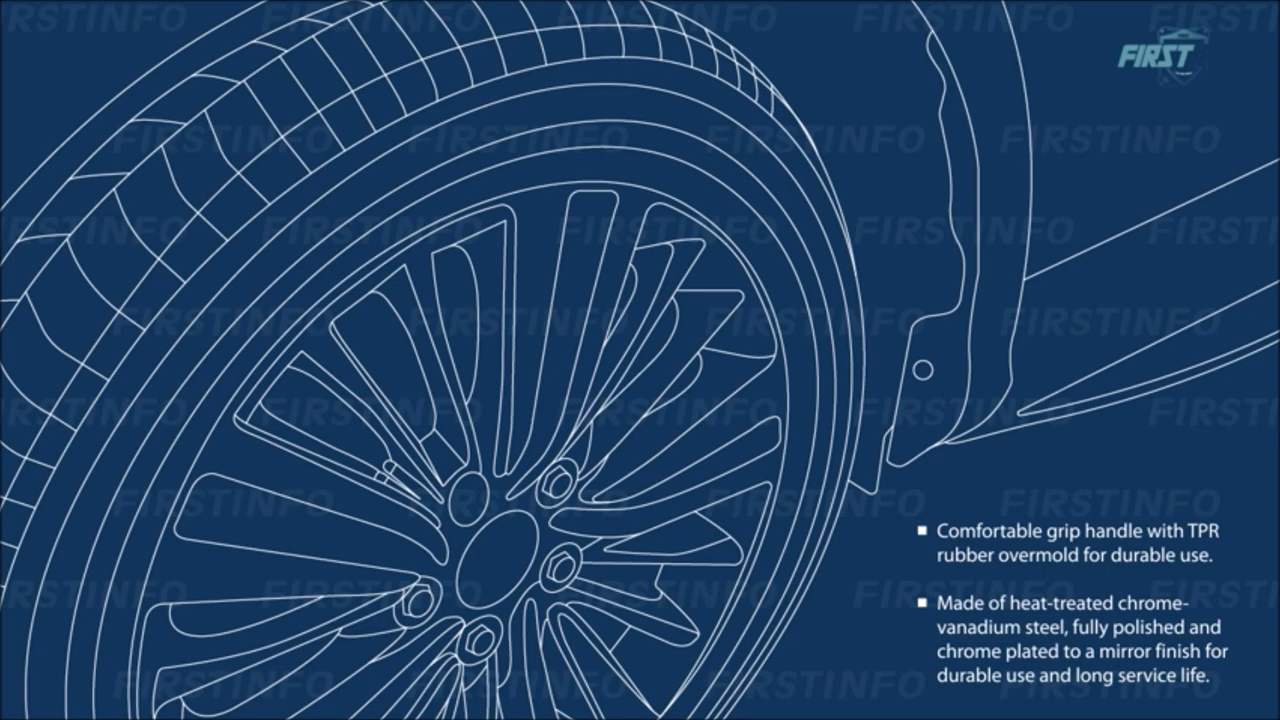 FIRST
Comfortable grip handle with TPR
rubber overmold for durable use.
Made of heat-treated chrome-
vanadium steel, fully polished and
chrome plated to a mirror finish for
durable use and long service life.
FIRSTINFO